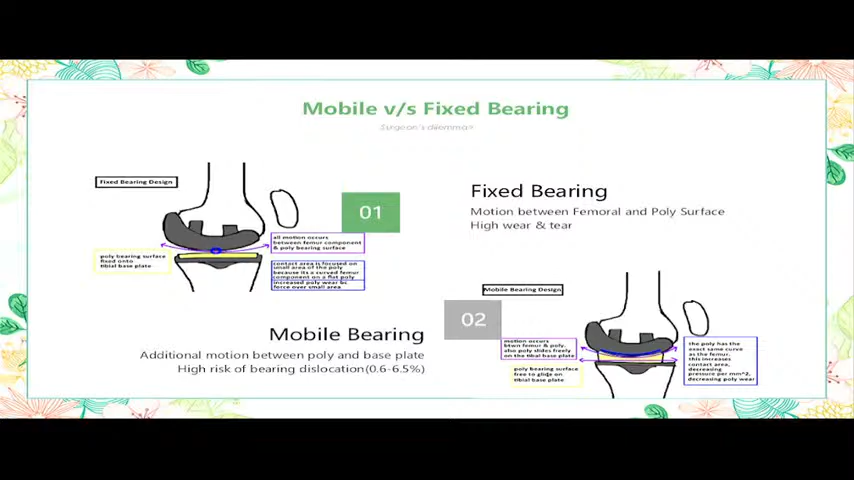 Mobile v/s Fixed Bearing
Surgeon's dilemma?
Fixed Bearing Design
01
all motion occurs
between femur component
& poly bearing surface
poly bearing surface
fixed onto
tibial base plate
contact area is focused on
small area of the poly
because its a curved femur
component on a flat poly
increased poly wear bc
force over small area
Fixed Bearing
Motion between Femoral and Poly Surface
High wear & tear
Mobile Bearing
Additional motion between poly and base plate
High risk of bearing dislocation(0.6-6.5%)
02
Mobile Bearing Design
motion occurs
btwn femur & poly,
also poly slides freely
on the tibal base plate
poly bearing surface
free to glide on
tibial base plate
the poly has the
exact same curve
as the femur,
this increases
contact area,
decreasing
pressure per mm^2,
decreasing poly wear